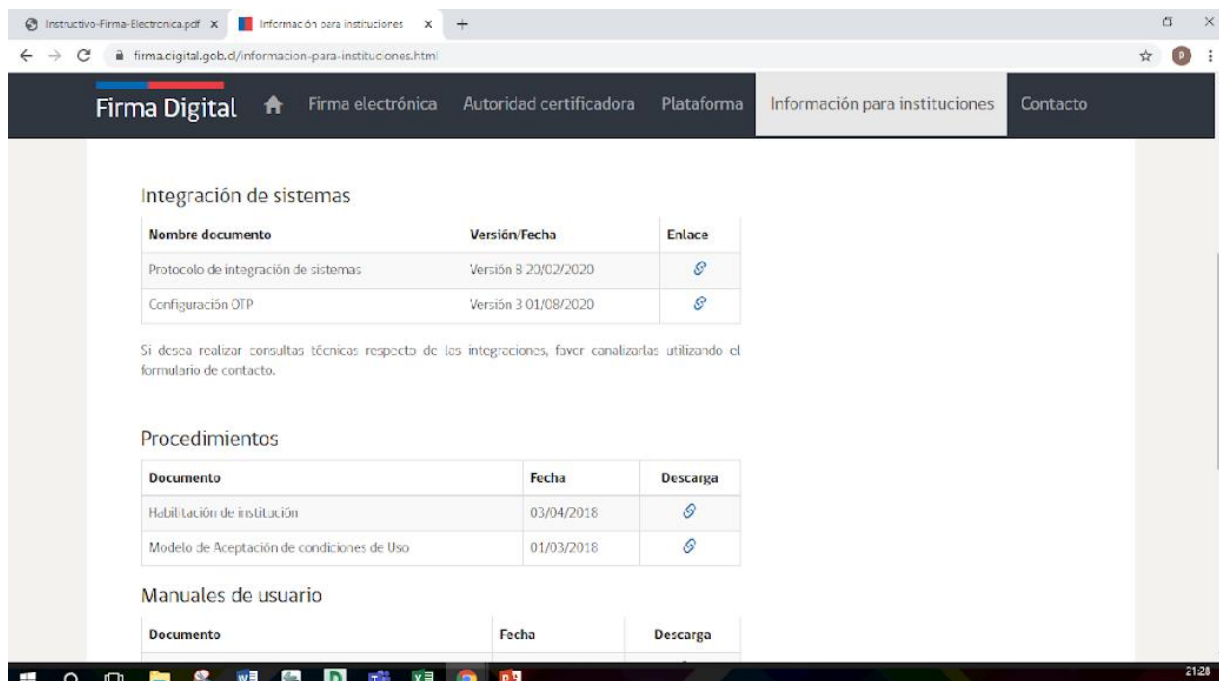 Instructivo-Firma-Electronica.pdf x Información para instituciones x +
firma.digital.gob.cl/informacion-para-instituciones.html P
Firma Digital Firma electrónica Autoridad certificadora Plataforma Información para instituciones Contacto
Integración de sistemas
Nombre documento Versión/Fecha Enlace
Protocolo de integración de sistemas Versión 8 20/02/2020
Configuración OTP Versión 3 01/08/2020
Si desea realizar consultas técnicas respecto de las integraciones, favor canalizarlas utilizando el
formulario de contacto.
Procedimientos
Documento Fecha Descarga
Habilitación de institución 03/04/2018
Modelo de Aceptación de condiciones de Uso 01/03/2018
Manuales de usuario
Documento Fecha Descarga
21:28